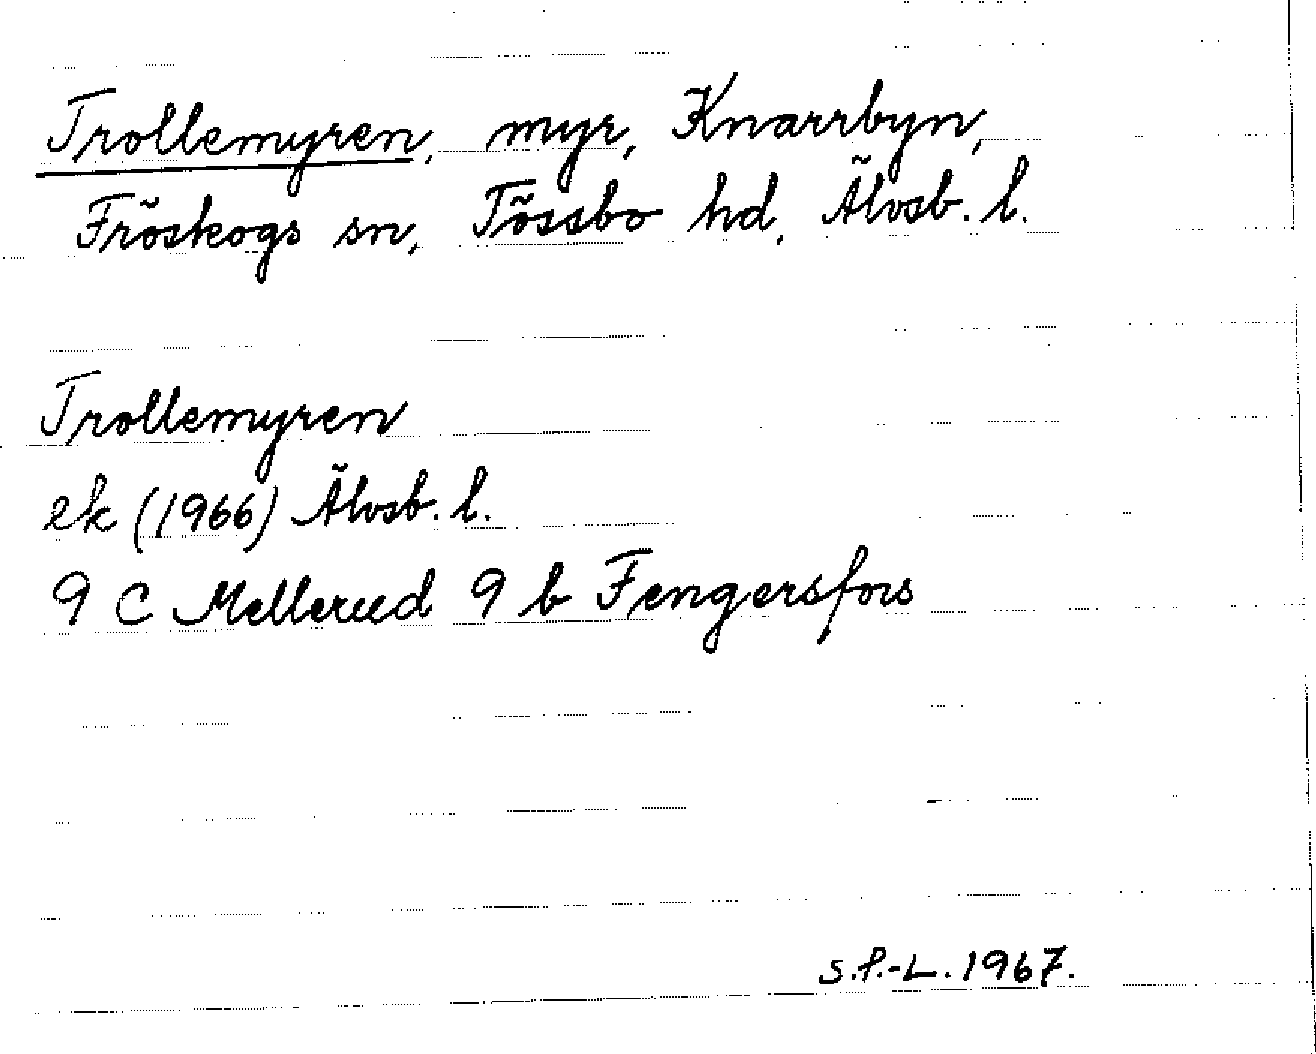 Trollemyren, myr, Knarrbyn,
Fröskogs sn, Tössbo hd, Älvsb. l.
Trollemyren
ek (1966) Älvsb. l.
9 C Mellerud 9 b Fengersfors
S.P.-L. 1967.